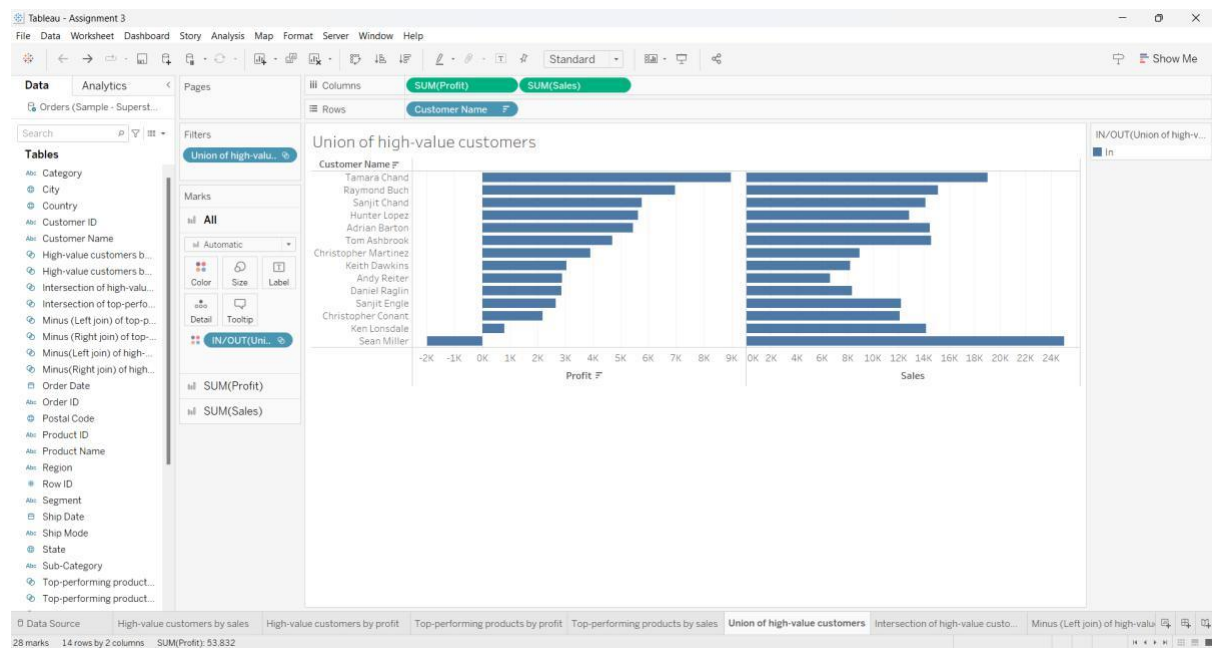 Tableau - Assignment 3
File Data Worksheet Dashboard Story Analysis Map Format Server Window Help
Standard
Show Me
Data Analytics
Orders (Sample - Superst...
Search
Tables
Abc Category
City
Country
Abc Customer ID
Abc Customer Name
High-value customers b...
High-value customers b...
Intersection of high-valu...
Intersection of top-perfo...
Minus (Left join) of top-p...
Minus (Right join) of top-...
Minus(Left join) of high-...
Minus(Right join) of high...
Order Date
Abc Order ID
Postal Code
Abc Product ID
Abc Product Name
Abc Region
# Row ID
Abc Segment
Ship Date
Abc Ship Mode
State
Abc Sub-Category
Top-performing product...
Top-performing product...
Pages
Filters
Union of high-valu..
Marks
All
Automatic
Color Size Label
Detail Tooltip
IN/OUT(Uni..
SUM(Profit)
SUM(Sales)
Columns SUM(Profit) SUM(Sales)
Rows Customer Name
Union of high-value customers
Customer Name
Tamara Chand
Raymond Buch
Sanjit Chand
Hunter Lopez
Adrian Barton
Tom Ashbrook
Christopher Martinez
Keith Dawkins
Andy Reiter
Daniel Raglin
Sanjit Engle
Christopher Conant
Ken Lonsdale
Sean Miller
-2K -1K 0K 1K 2K 3K 4K 5K 6K 7K 8K 9K 0K 2K 4K 6K 8K 10K 12K 14K 16K 18K 20K 22K 24K
Profit Sales
IN/OUT(Union of high-v...
In
Data Source High-value customers by sales High-value customers by profit Top-performing products by profit Top-performing products by sales Union of high-value customers Intersection of high-value custo... Minus (Left join) of high-valu
28 marks 14 rows by 2 columns SUM(Profit): 53,832